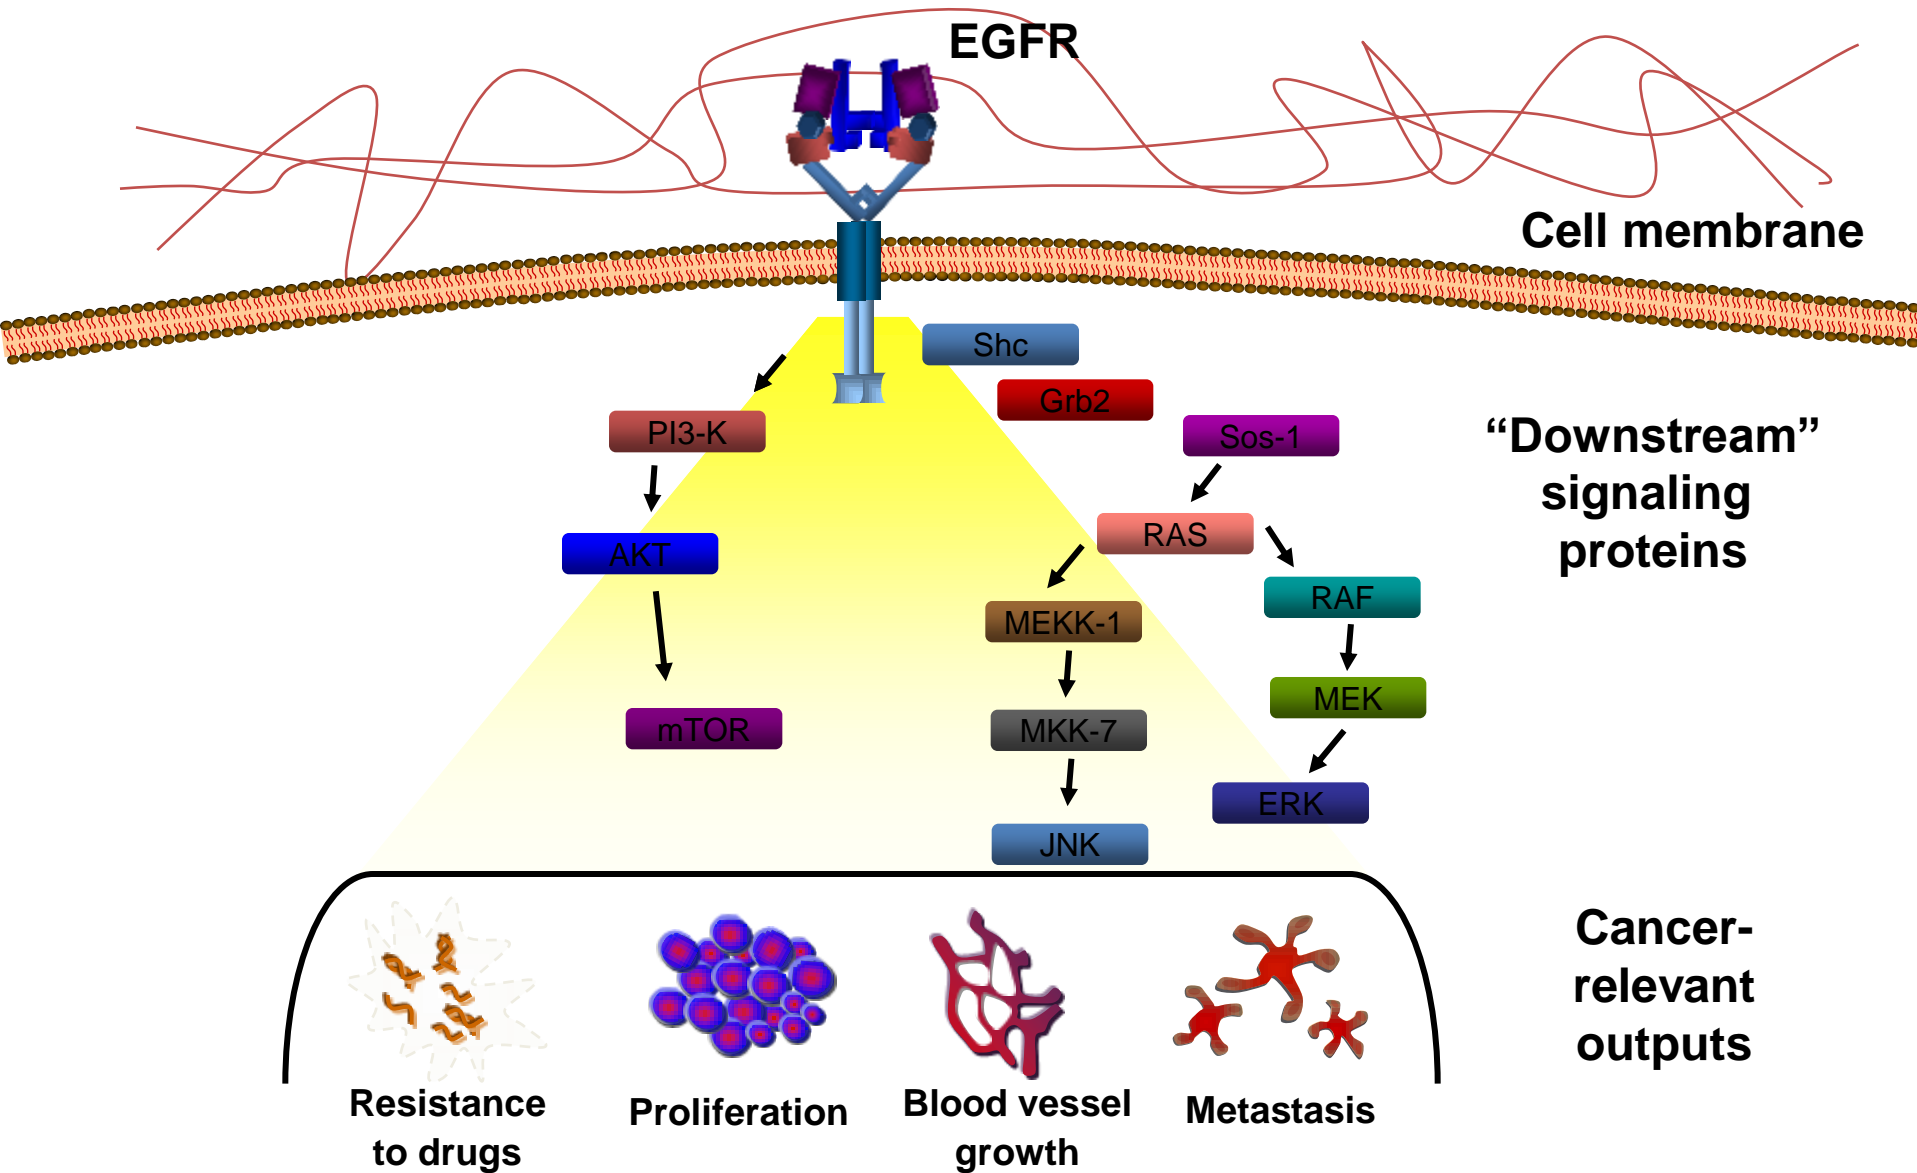 EGFR
Cell membrane
Shc
Grb2
PI3-K
Sos-1
“Downstream”
signaling
proteins
RAS
AKT
RAF
MEKK-1
MEK
mTOR
MKK-7
ERK
JNK
Cancer-
relevant
outputs
Resistance
to drugs
Proliferation
Blood vessel
growth
Metastasis